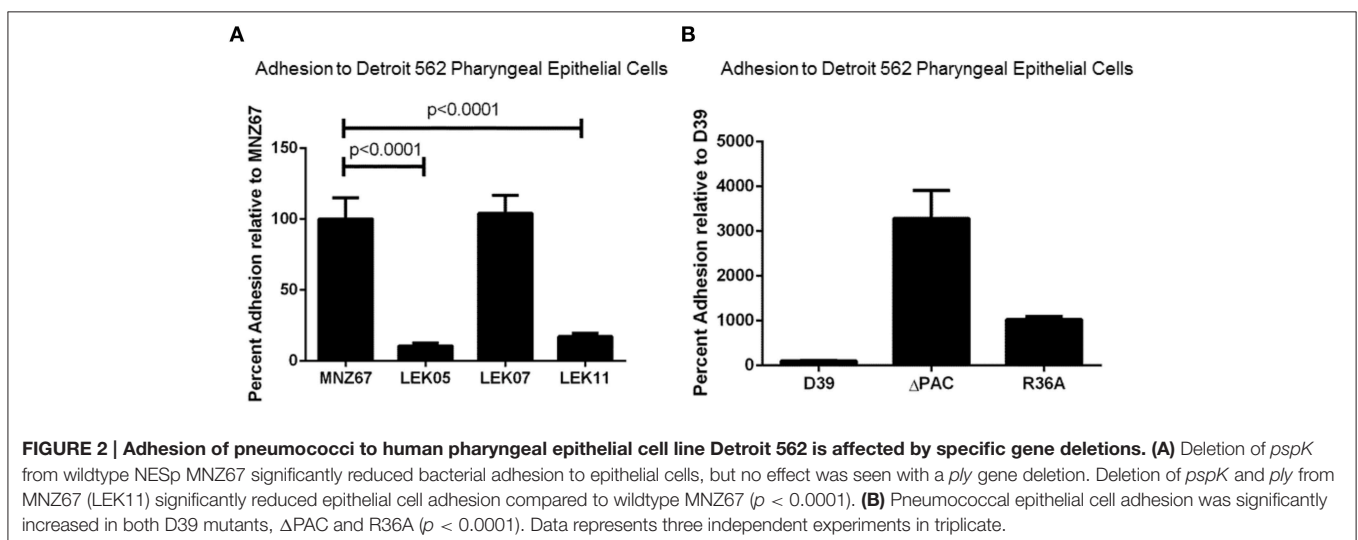 A
Adhesion to Detroit 562 Pharyngeal Epithelial Cells
Percent Adhesion relative to MNZ67
p<0.0001
p<0.0001
150
100
50
0
MNZ67 LEK05 LEK07 LEK11
B
Adhesion to Detroit 562 Pharyngeal Epithelial Cells
Percent Adhesion relative to D39
5000
4000
3000
2000
1000
0
D39 ΔPAC R36A
FIGURE 2 | Adhesion of pneumococci to human pharyngeal epithelial cell line Detroit 562 is affected by specific gene deletions. (A) Deletion of pspK
from wildtype NESp MNZ67 significantly reduced bacterial adhesion to epithelial cells, but no effect was seen with a ply gene deletion. Deletion of pspK and ply from
MNZ67 (LEK11) significantly reduced epithelial cell adhesion compared to wildtype MNZ67 (p < 0.0001). (B) Pneumococcal epithelial cell adhesion was significantly
increased in both D39 mutants, ΔPAC and R36A (p < 0.0001). Data represents three independent experiments in triplicate.